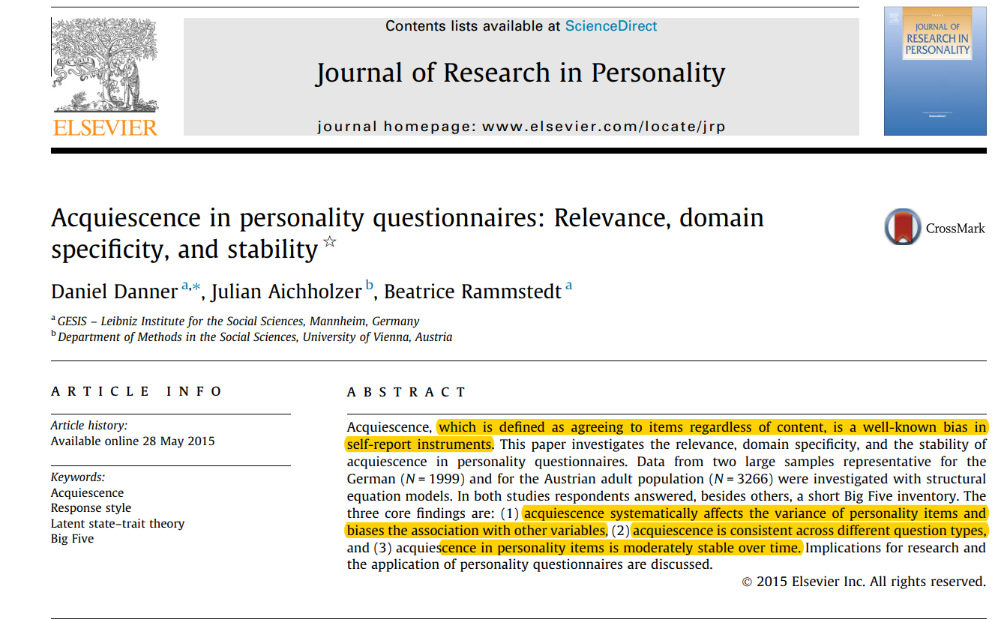 Contents lists available at ScienceDirect
Journal of Research in Personality
journal homepage: www.elsevier.com/locate/jrp
ELSEVIER
JOURNAL OF
RESEARCH IN
PERSONALITY
Acquiescence in personality questionnaires: Relevance, domain
specificity, and stability ☆
CrossMark
Daniel Danner a,*, Julian Aichholzer b, Beatrice Rammstedt a
a GESIS – Leibniz Institute for the Social Sciences, Mannheim, Germany
b Department of Methods in the Social Sciences, University of Vienna, Austria
ARTICLE INFO
Article history:
Available online 28 May 2015
Keywords:
Acquiescence
Response style
Latent state–trait theory
Big Five
ABSTRACT
Acquiescence, which is defined as agreeing to items regardless of content, is a well-known bias in
self-report instruments. This paper investigates the relevance, domain specificity, and the stability of
acquiescence in personality questionnaires. Data from two large samples representative for the
German (N = 1999) and for the Austrian adult population (N = 3266) were investigated with structural
equation models. In both studies respondents answered, besides others, a short Big Five inventory. The
three core findings are: (1) acquiescence systematically affects the variance of personality items and
biases the association with other variables, (2) acquiescence is consistent across different question types,
and (3) acquiescence in personality items is moderately stable over time. Implications for research and
the application of personality questionnaires are discussed.
© 2015 Elsevier Inc. All rights reserved.